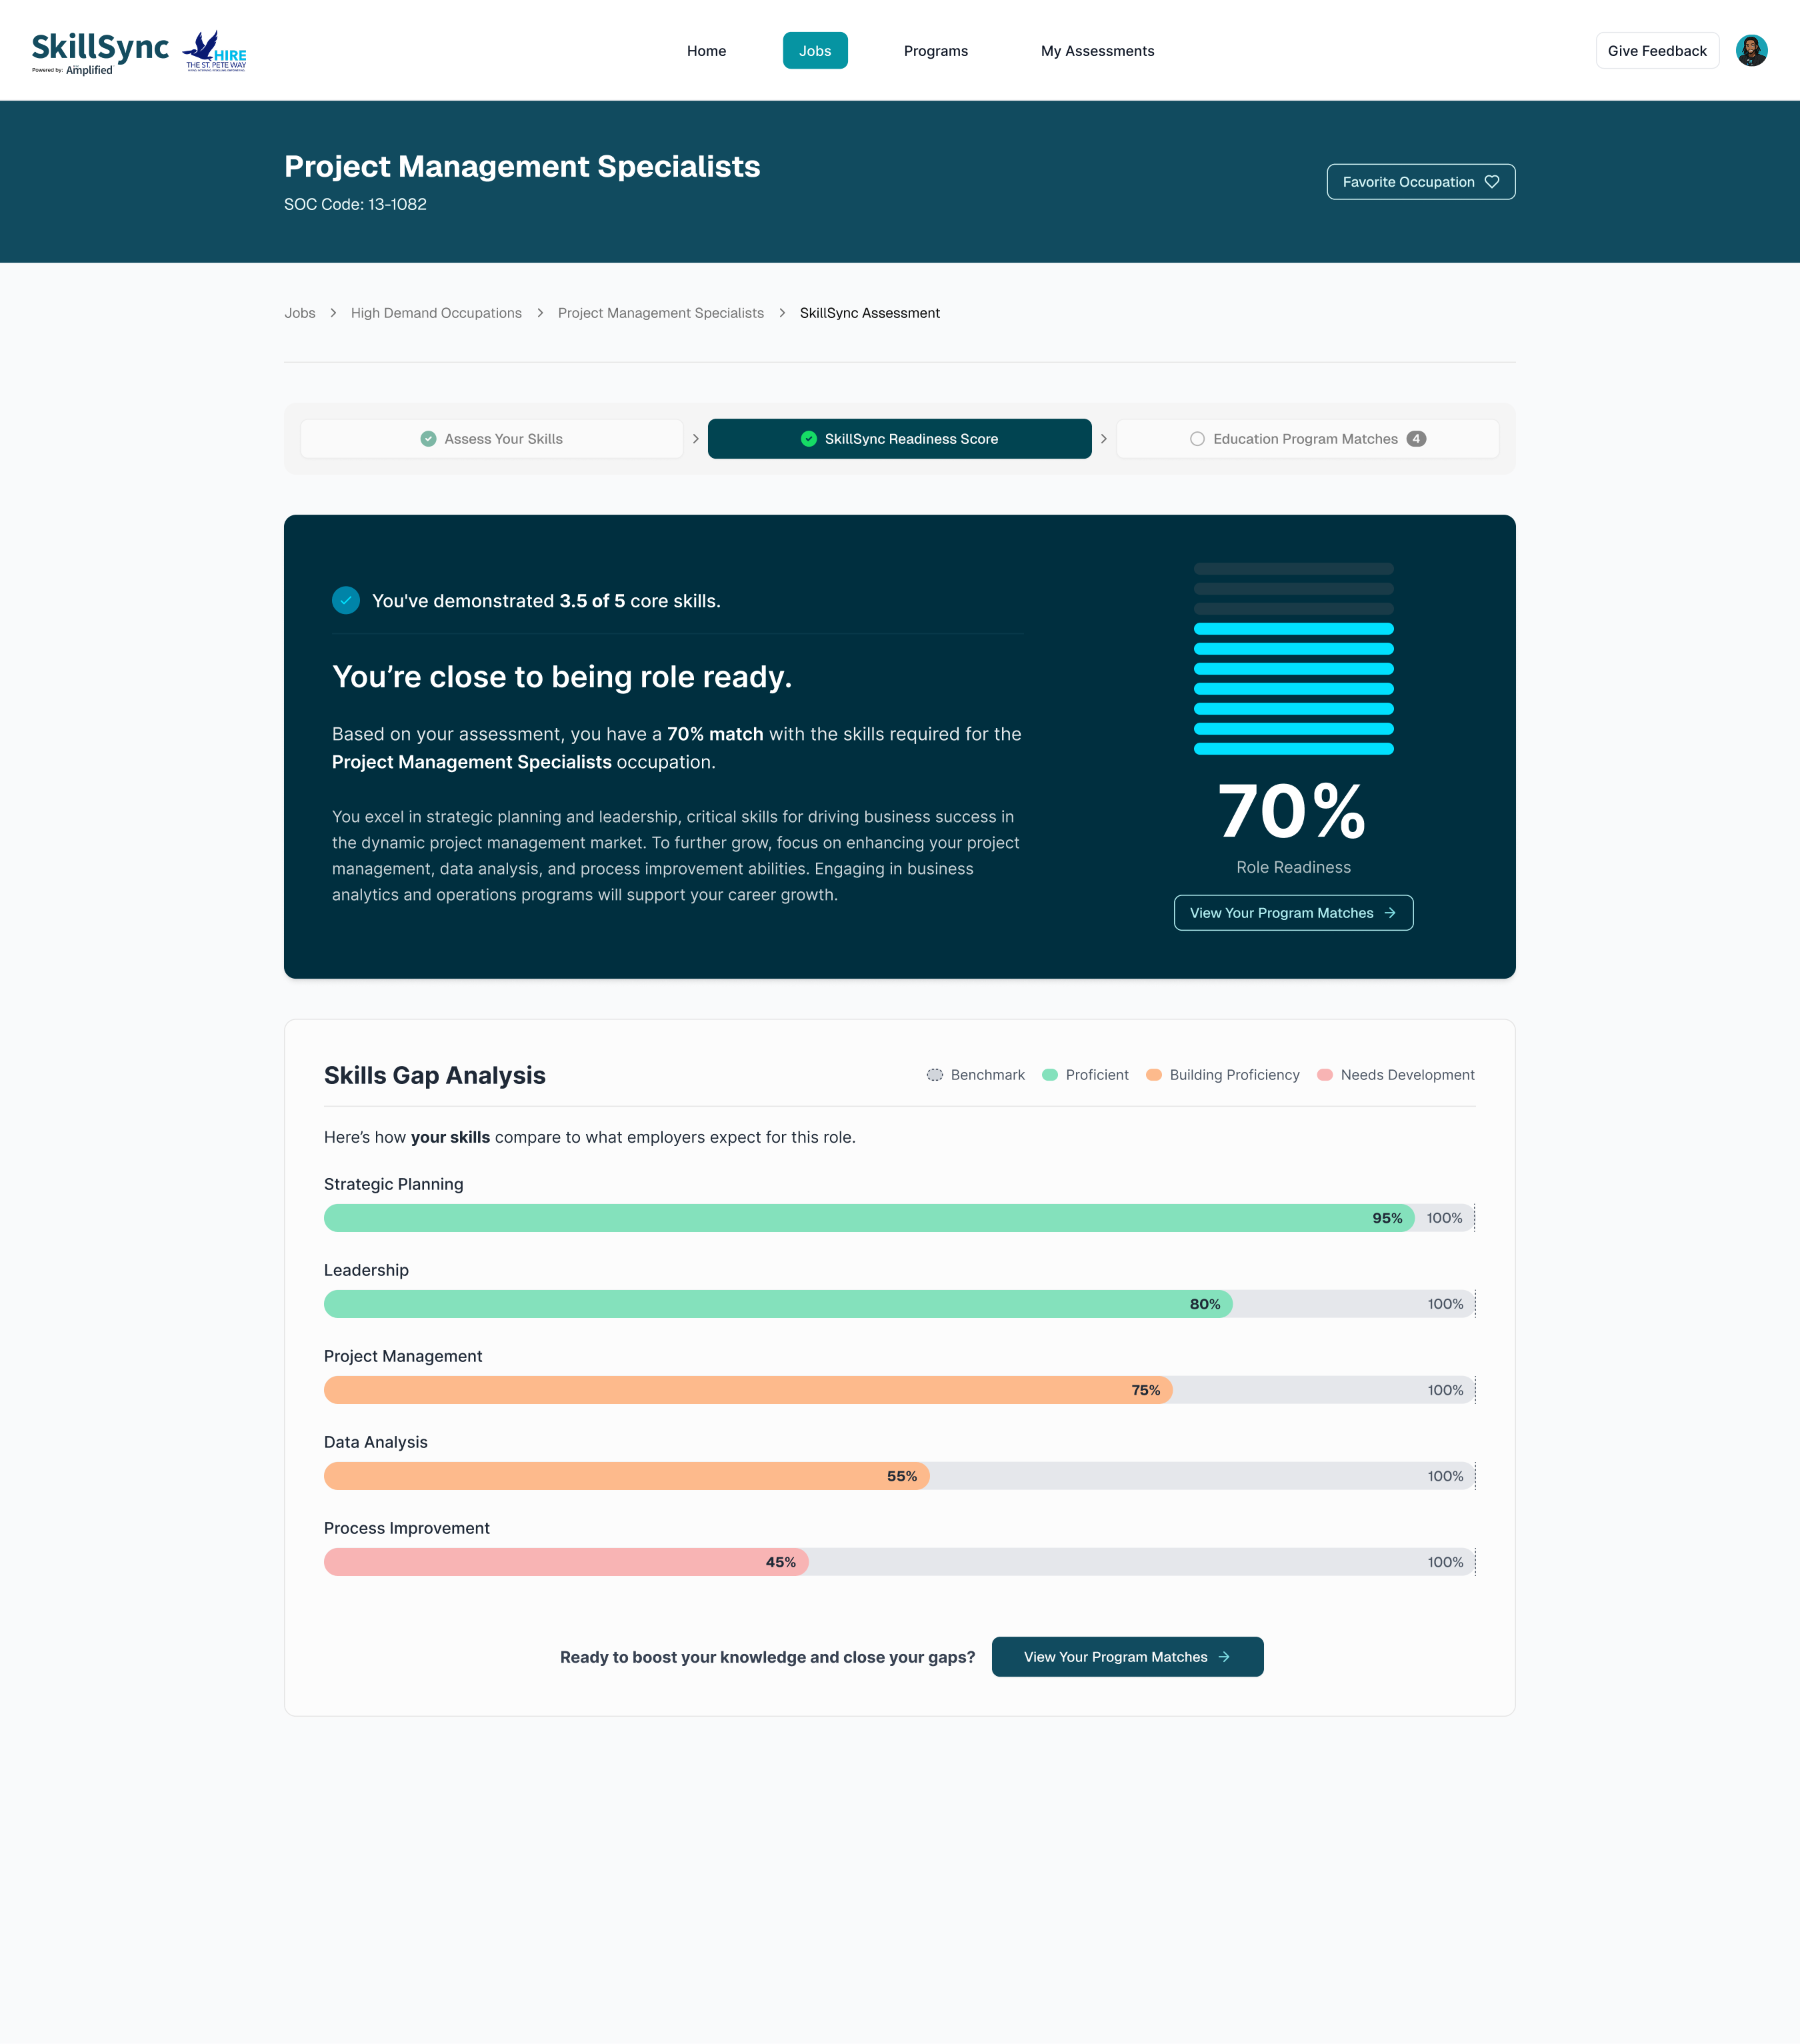 SkillSync
Powered by: Amplified
HIRE
THE ST. PETE WAY
Home
Jobs
Programs
My Assessments
Give Feedback
Project Management Specialists
SOC Code: 13-1082
Favorite Occupation
Jobs > High Demand Occupations > Project Management Specialists > SkillSync Assessment
Assess Your Skills
SkillSync Readiness Score
Education Program Matches 4
You've demonstrated 3.5 of 5 core skills.
You’re close to being role ready.
Based on your assessment, you have a 70% match with the skills required for the
Project Management Specialists occupation.
You excel in strategic planning and leadership, critical skills for driving business success in
the dynamic project management market. To further grow, focus on enhancing your project
management, data analysis, and process improvement abilities. Engaging in business
analytics and operations programs will support your career growth.
70%
Role Readiness
View Your Program Matches
Skills Gap Analysis
Benchmark
Proficient
Building Proficiency
Needs Development
Here’s how your skills compare to what employers expect for this role.
Strategic Planning
95% 100%
Leadership
80% 100%
Project Management
75% 100%
Data Analysis
55% 100%
Process Improvement
45% 100%
Ready to boost your knowledge and close your gaps?
View Your Program Matches